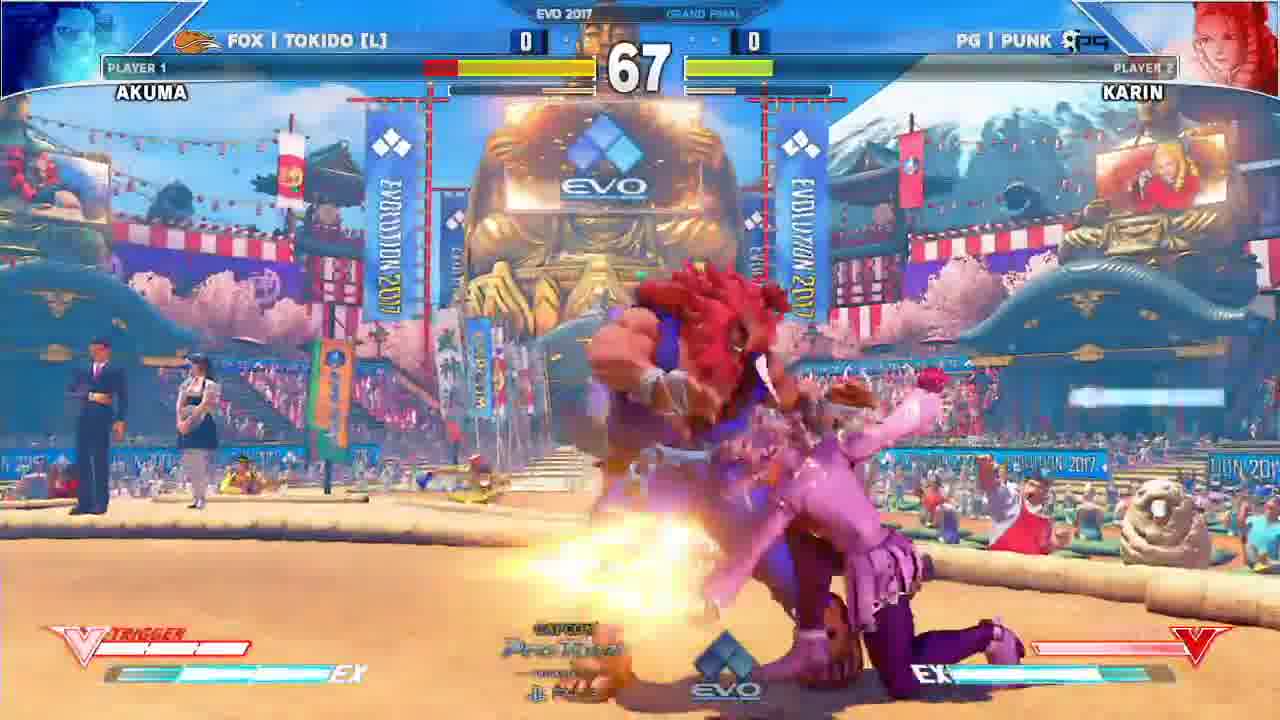 EVO 2017 GRAND FINAL
FOX | TOKIDO [L]
0
67
0
PG | PUNK
PLAYER 1
PLAYER 2
AKUMA
KARIN
EVO
EVOLUTION 2017
EVOLUTION 2017
TRIGGER
EX
EX
CAPCOM
PRO TOUR
EVO